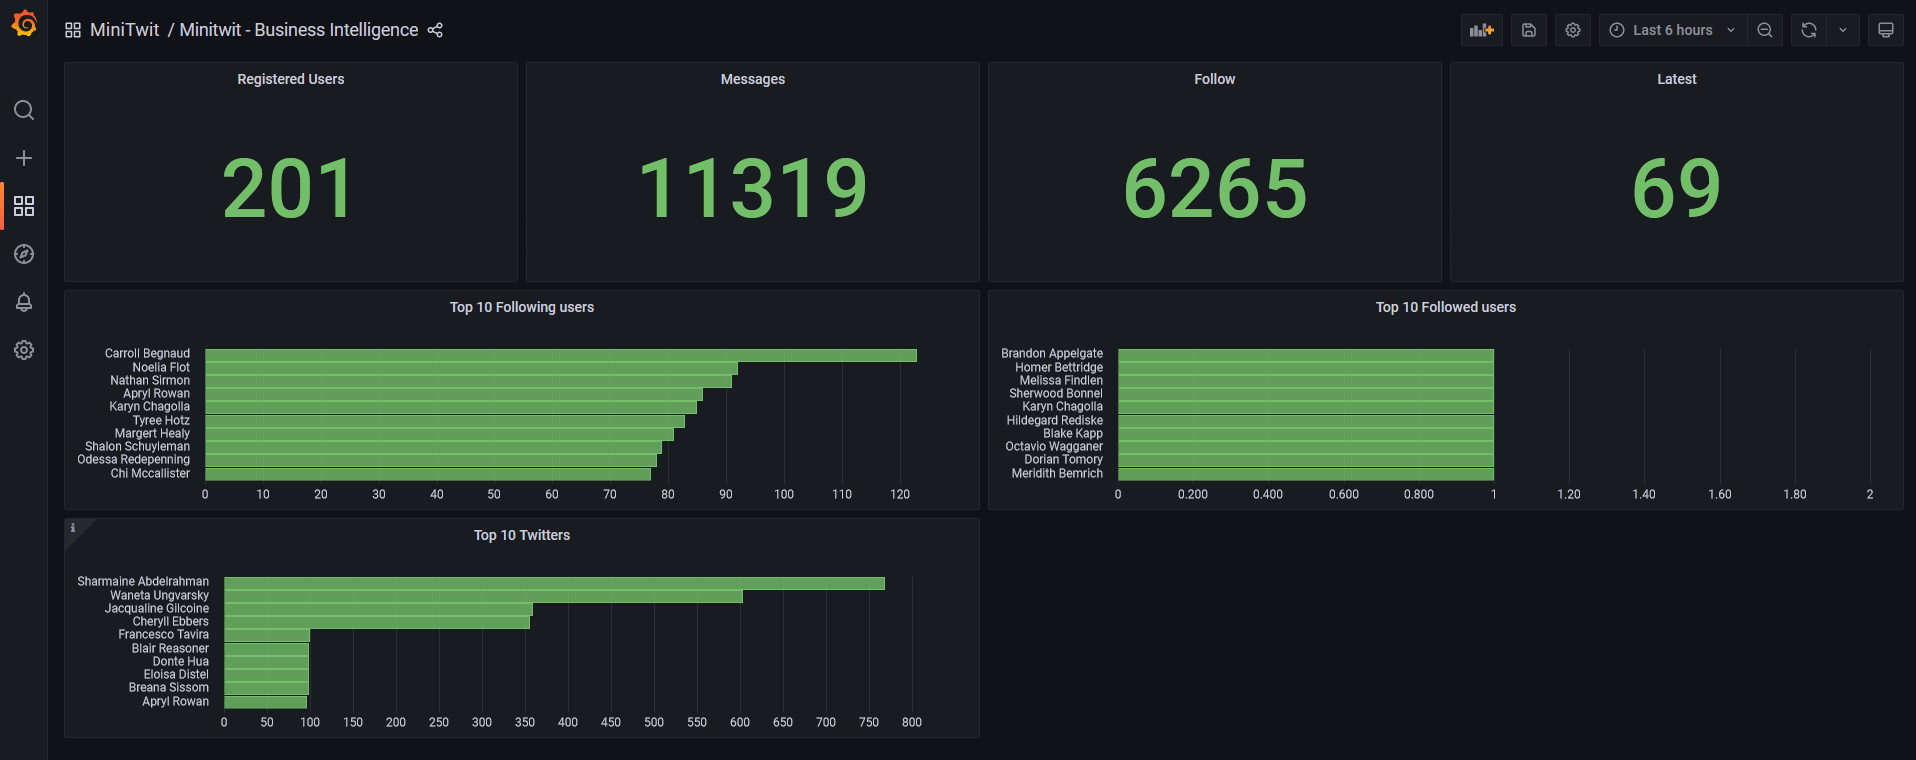 MiniTwit / Minitwit - Business Intelligence
Last 6 hours
Registered Users
201
Messages
11319
Follow
6265
Latest
69
Top 10 Following users
Carroll Begnaud
Noelia Flot
Nathan Sirmon
Apryl Rowan
Karyn Chagolla
Tyree Hotz
Margert Healy
Shalon Schuyleman
Odessa Redepenning
Chi Mccallister
0 10 20 30 40 50 60 70 80 90 100 110 120
Top 10 Followed users
Brandon Appelgate
Homer Bettridge
Melissa Findlen
Sherwood Bonnel
Karyn Chagolla
Hildegard Rediske
Blake Kapp
Octavio Wagganer
Dorian Tomory
Meridith Bemrich
0 0.200 0.400 0.600 0.800 1 1.20 1.40 1.60 1.80 2
i
Top 10 Twitters
Sharmaine Abdelrahman
Waneta Ungvarsky
Jacqualine Gilcoine
Cheryll Ebbers
Francesco Tavira
Blair Reasoner
Donte Hua
Eloisa Distel
Breana Sissom
Apryl Rowan
0 50 100 150 200 250 300 350 400 450 500 550 600 650 700 750 800